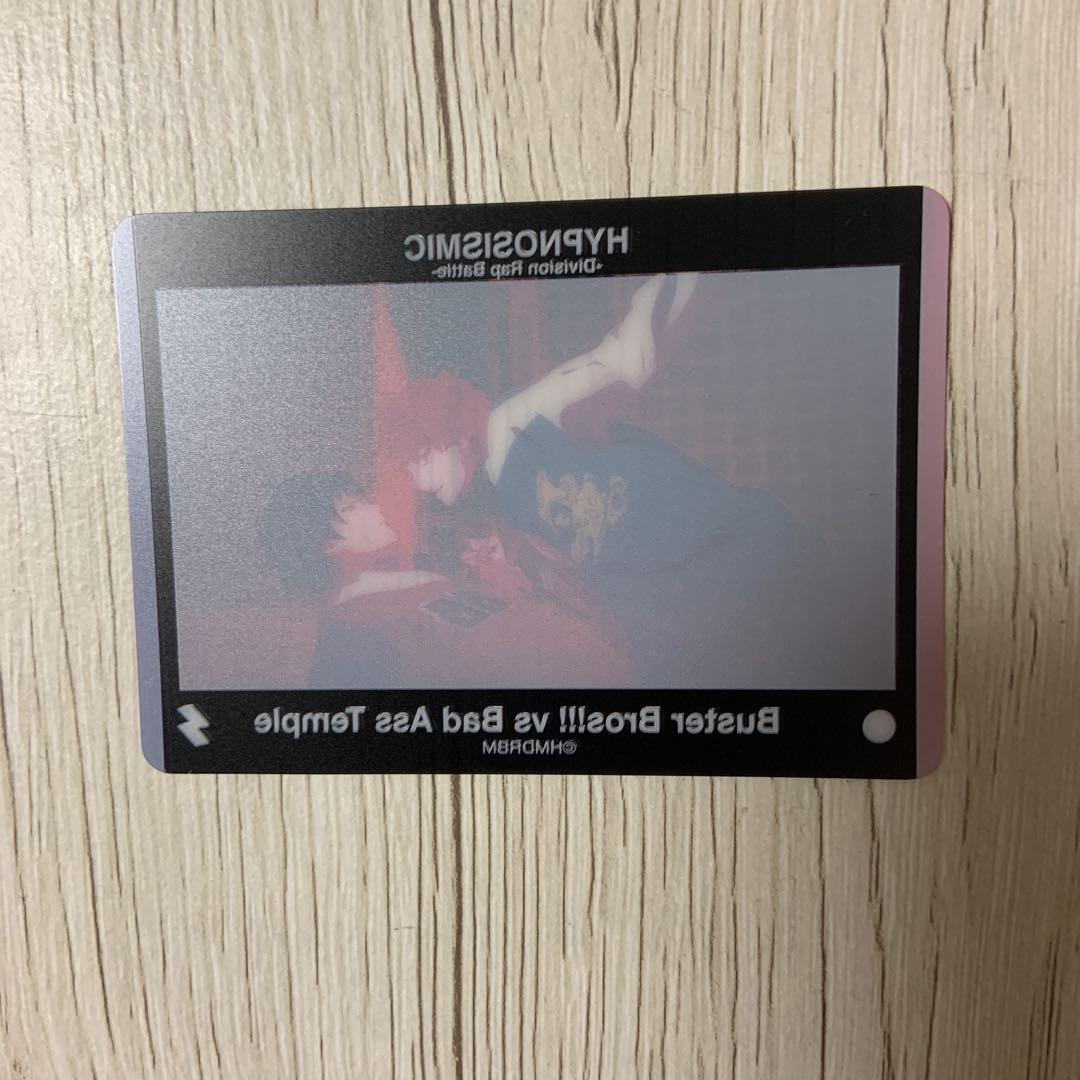 HYPNOSISMIC
-Division Rap Battle-
Buster Bros!!! vs Bad Ass Temple
©HMDRBM